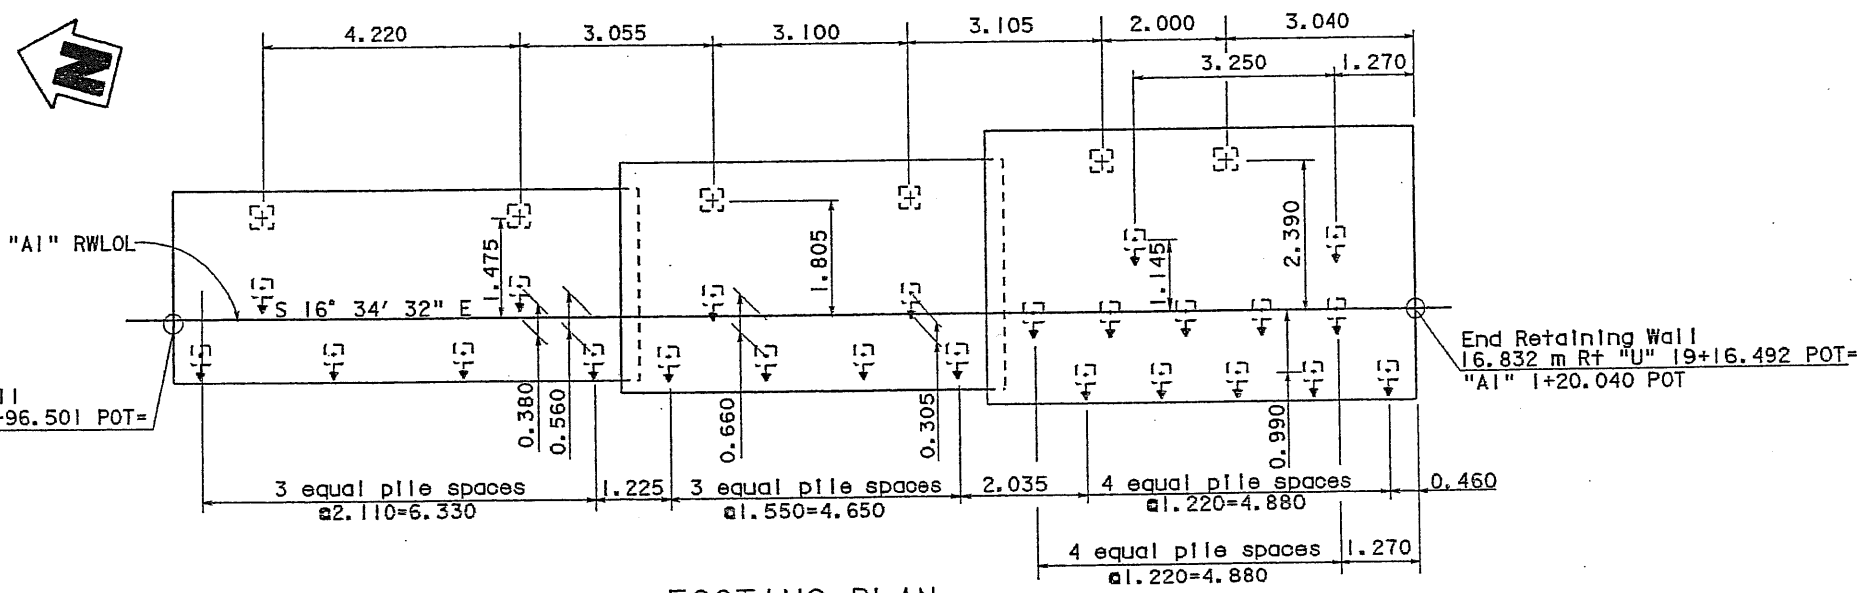 4.220
3.055
3.100
3.105
2.000
3.040
3.250
1.270
N
"A1" RWLOL
1.475
1.805
1.145
2.390
S 16° 34′ 32" E
0.380
0.560
0.660
0.305
0.990
End Retaining Wall
16.832 m Rt "U" 19+16.492 POT=
"A1" 1+20.040 POT
+96.501 POT=
3 equal pile spaces
@2.110=6.330
1.225
3 equal pile spaces
@1.550=4.650
2.035
4 equal pile spaces
@1.220=4.880
0.460
4 equal pile spaces
@1.220=4.880
1.270
FOOTING PLAN